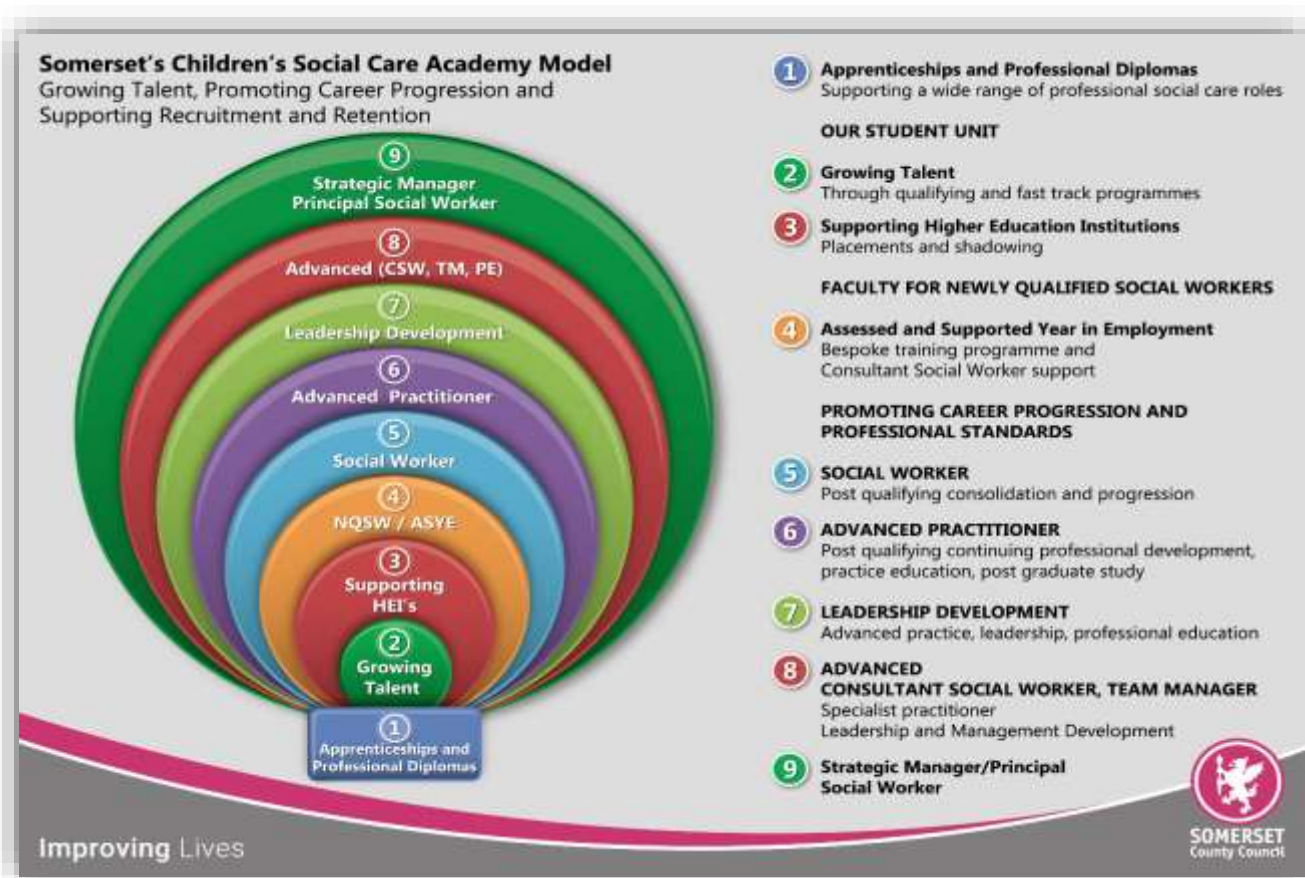 Somerset's Children's Social Care Academy Model
Growing Talent, Promoting Career Progression and
Supporting Recruitment and Retention
9
Strategic Manager
Principal Social Worker
8
Advanced (CSW, TM, PE)
7
Leadership Development
6
Advanced Practitioner
5
Social Worker
4
NQSW / ASYE
3
Supporting
HEI's
2
Growing
Talent
1
Apprenticeships and
Professional Diplomas
1 Apprenticeships and Professional Diplomas
Supporting a wide range of professional social care roles
OUR STUDENT UNIT
2 Growing Talent
Through qualifying and fast track programmes
3 Supporting Higher Education Institutions
Placements and shadowing
FACULTY FOR NEWLY QUALIFIED SOCIAL WORKERS
4 Assessed and Supported Year in Employment
Bespoke training programme and
Consultant Social Worker support
PROMOTING CAREER PROGRESSION AND
PROFESSIONAL STANDARDS
5 SOCIAL WORKER
Post qualifying consolidation and progression
6 ADVANCED PRACTITIONER
Post qualifying continuing professional development,
practice education, post graduate study
7 LEADERSHIP DEVELOPMENT
Advanced practice, leadership, professional education
8 ADVANCED
CONSULTANT SOCIAL WORKER, TEAM MANAGER
Specialist practitioner
Leadership and Management Development
9 Strategic Manager/Principal
Social Worker
Improving Lives
SOMERSET
County Council